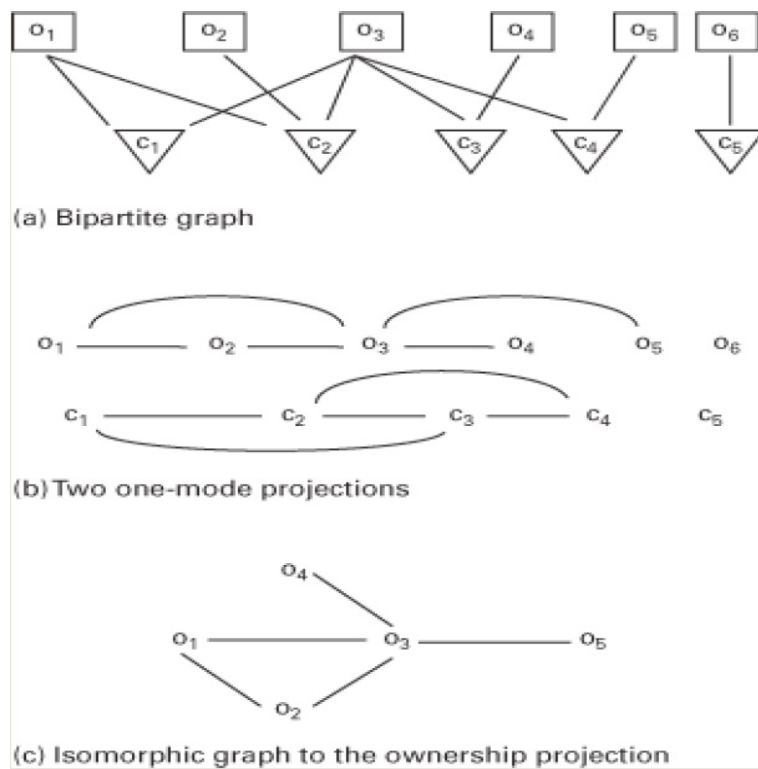 O₁ O₂ O₃ O₄ O₅ O₆
C₁ C₂ C₃ C₄ C₅
(a) Bipartite graph
O₁ O₂ O₃ O₄ O₅ O₆
C₁ C₂ C₃ C₄ C₅
(b) Two one-mode projections
O₄
O₁ O₃ O₅
O₂
(c) Isomorphic graph to the ownership projection